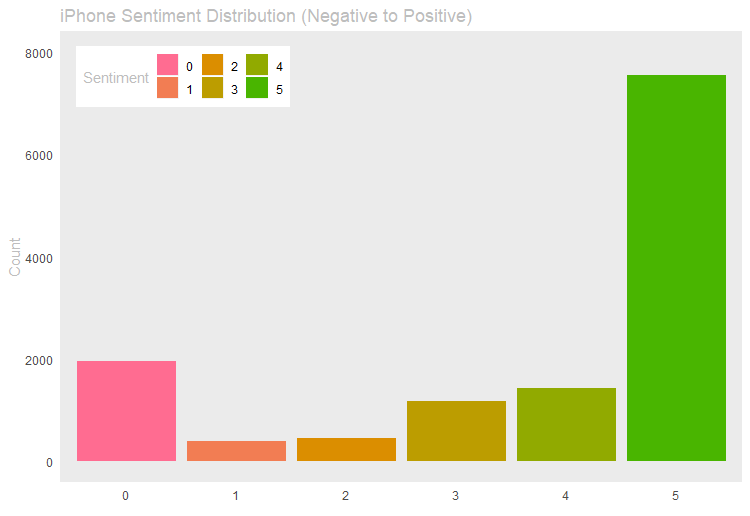 iPhone Sentiment Distribution (Negative to Positive)
8000
6000
4000
2000
0
Count
Sentiment
0 2 4
1 3 5
0 1 2 3 4 5